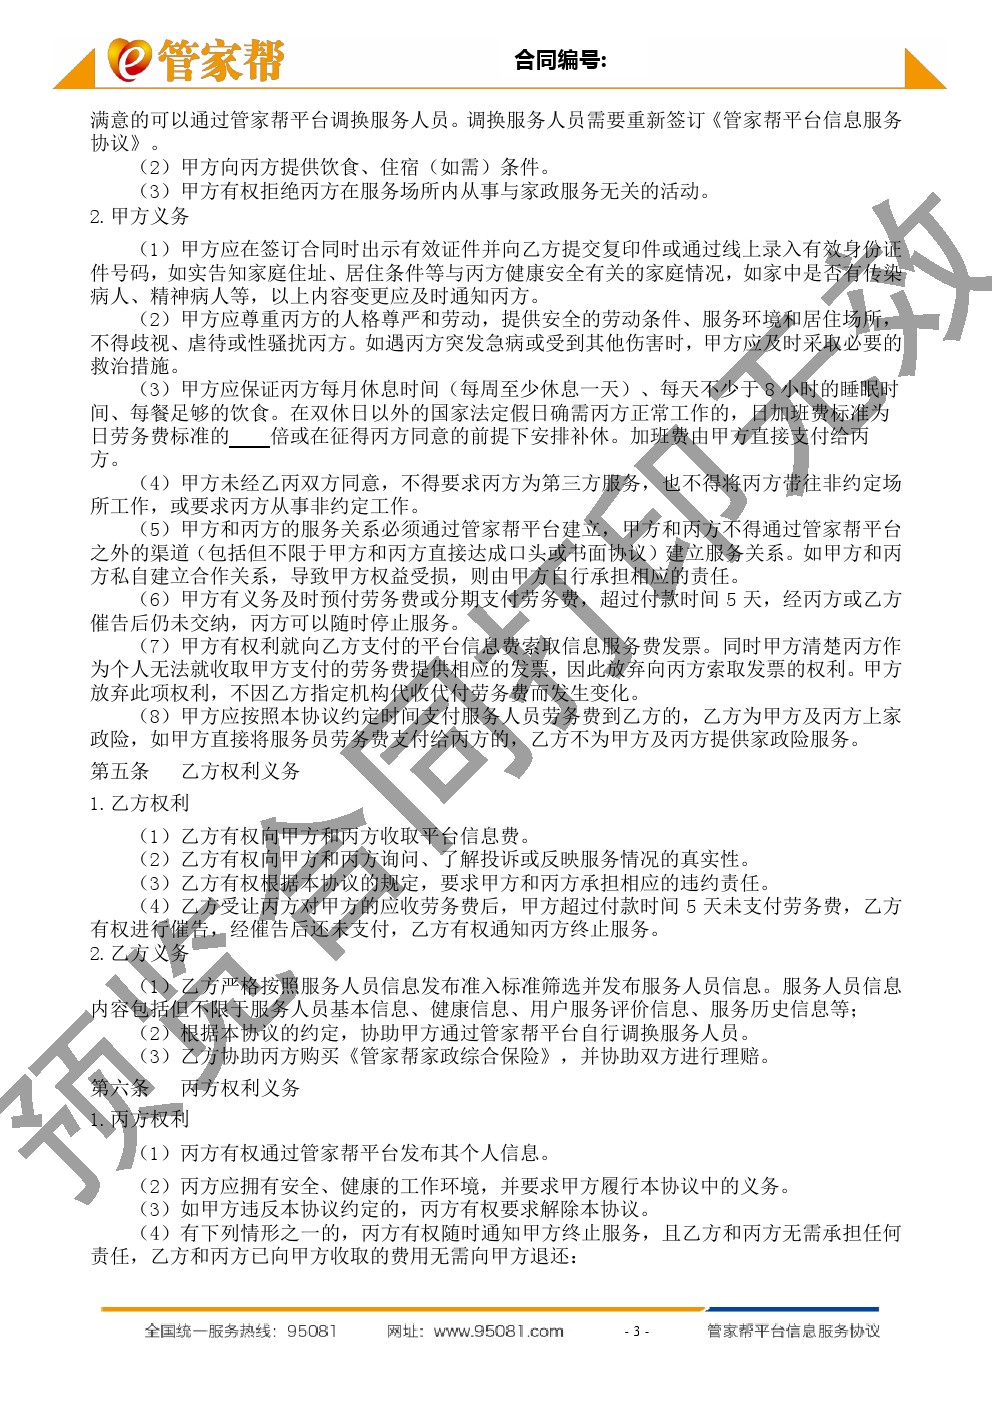 e管家帮
合同编号:
满意的可以通过管家帮平台调换服务人员。调换服务人员需要重新签订《管家帮平台信息服务
协议》。
（2）甲方向丙方提供饮食、住宿（如需）条件。
（3）甲方有权拒绝丙方在服务场所内从事与家政服务无关的活动。
2.甲方义务
（1）甲方应在签订合同时出示有效证件并向乙方提交复印件或通过线上录入有效身份证
件号码，如实告知家庭住址、居住条件等与丙方健康安全有关的家庭情况，如家中是否有传染
病人、精神病人等，以上内容变更应及时通知丙方。
（2）甲方应尊重丙方的人格尊严和劳动，提供安全的劳动条件、服务环境和居住场所，
不得歧视、虐待或性骚扰丙方。如遇丙方突发急病或受到其他伤害时，甲方应及时采取必要的
救治措施。
（3）甲方应保证丙方每月休息时间（每周至少休息一天）、每天不少于 8 小时的睡眠时
间、每餐足够的饮食。在双休日以外的国家法定假日确需丙方正常工作的，日加班费标准为
日劳务费标准的____倍或在征得丙方同意的前提下安排补休。加班费由甲方直接支付给丙
方。
（4）甲方未经乙丙双方同意，不得要求丙方为第三方服务，也不得将丙方带往非约定场
所工作，或要求丙方从事非约定工作。
（5）甲方和丙方的服务关系必须通过管家帮平台建立，甲方和丙方不得通过管家帮平台
之外的渠道（包括但不限于甲方和丙方直接达成口头或书面协议）建立服务关系。如甲方和丙
方私自建立合作关系，导致甲方权益受损，则由甲方自行承担相应的责任。
（6）甲方有义务及时预付劳务费或分期支付劳务费，超过付款时间 5 天，经丙方或乙方
催告后仍未交纳，丙方可以随时停止服务。
（7）甲方有权利就向乙方支付的平台信息费索取信息服务费发票。同时甲方清楚丙方作
为个人无法就收取甲方支付的劳务费提供相应的发票，因此放弃向丙方索取发票的权利。甲方
放弃此项权利，不因乙方指定机构代收代付劳务费而发生变化。
（8）甲方应按照本协议约定时间支付服务人员劳务费到乙方的，乙方为甲方及丙方上家
政险，如甲方直接将服务员劳务费支付给丙方的，乙方不为甲方及丙方提供家政险服务。
第五条 乙方权利义务
1.乙方权利
（1）乙方有权向甲方和丙方收取平台信息费。
（2）乙方有权向甲方和丙方询问、了解投诉或反映服务情况的真实性。
（3）乙方有权根据本协议的规定，要求甲方和丙方承担相应的违约责任。
（4）乙方受让丙方对甲方的应收劳务费后，甲方超过付款时间 5 天未支付劳务费，乙方
有权进行催告，经催告后还未支付，乙方有权通知丙方终止服务。
2.乙方义务
（1）乙方严格按照服务人员信息发布准入标准筛选并发布服务人员信息。服务人员信息
内容包括但不限于服务人员基本信息、健康信息、用户服务评价信息、服务历史信息等；
（2）根据本协议的约定，协助甲方通过管家帮平台自行调换服务人员。
（3）乙方协助丙方购买《管家帮家政综合保险》，并协助双方进行理赔。
第六条 丙方权利义务
1.丙方权利
（1）丙方有权通过管家帮平台发布其个人信息。
（2）丙方应拥有安全、健康的工作环境，并要求甲方履行本协议中的义务。
（3）如甲方违反本协议约定的，丙方有权要求解除本协议。
（4）有下列情形之一的，丙方有权随时通知甲方终止服务，且乙方和丙方无需承担任何
责任，乙方和丙方已向甲方收取的费用无需向甲方退还：
预览合同打印无效
全国统一服务热线：95081 网址：www.95081.com - 3 - 管家帮平台信息服务协议